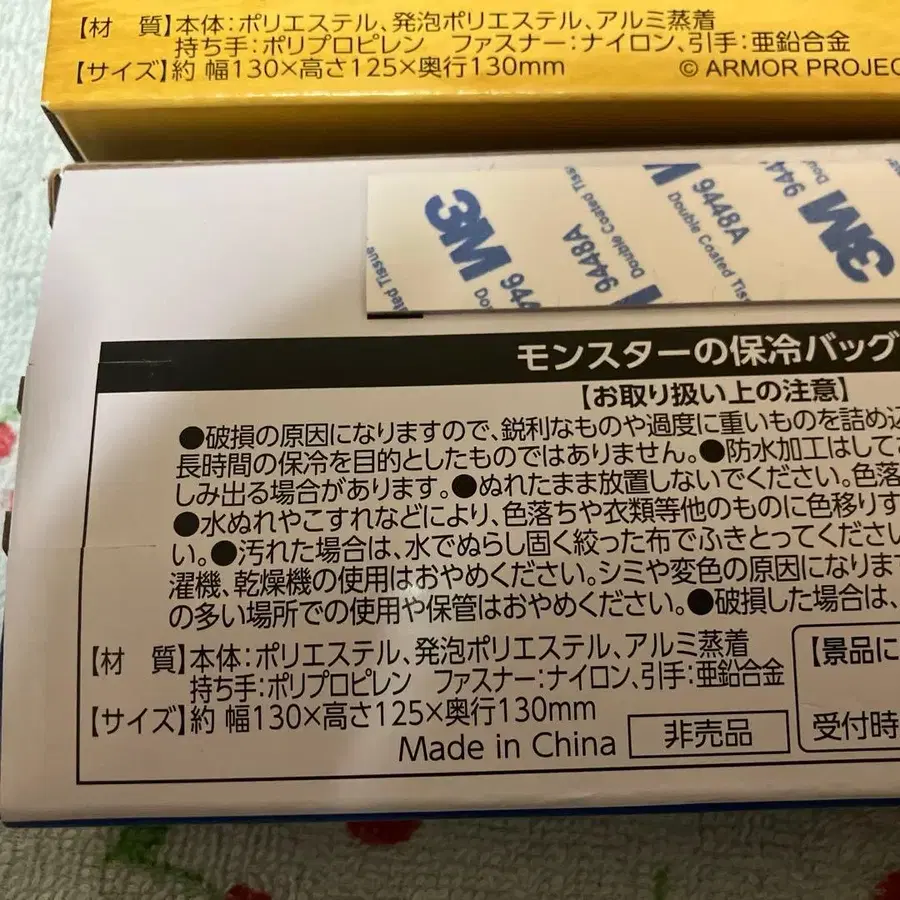 【材　質】本体：ポリエステル、発泡ポリエステル、アルミ蒸着
持ち手：ポリプロピレン　ファスナー：ナイロン、引手：亜鉛合金
【サイズ】約 幅130×高さ125×奥行130mm
© ARMOR PROJEC
3M
9448A
Double Coated Tissue
3M
モンスターの保冷バッグ
【お取り扱い上の注意】
●破損の原因になりますので、鋭利なものや過度に重いものを詰め込
長時間の保冷を目的としたものではありません。●防水加工はして
しみ出る場合があります。●ぬれたまま放置しないでください。色落
●水ぬれやこすれなどにより、色落ちや衣類等他のものに色移りす
い。●汚れた場合は、水でぬらし固く絞った布でふきとってくださ
濯機、乾燥機の使用はおやめください。シミや変色の原因になりま
の多い場所での使用や保管はおやめください。●破損した場合は、
【材　質】本体：ポリエステル、発泡ポリエステル、アルミ蒸着
持ち手：ポリプロピレン　ファスナー：ナイロン、引手：亜鉛合金
【サイズ】約 幅130×高さ125×奥行130mm
Made in China
非売品
【景品に
受付時